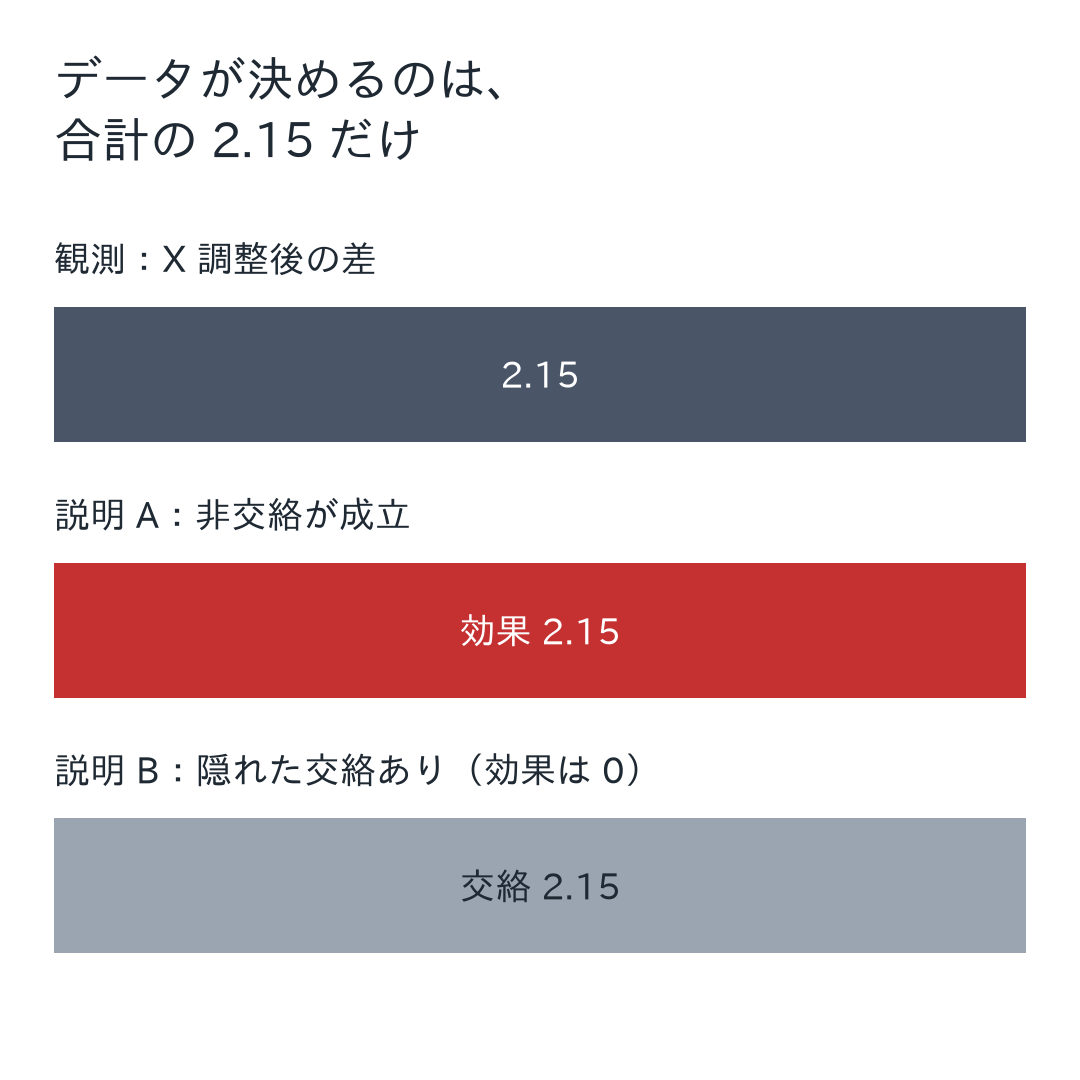 データが決めるのは、
合計の 2.15 だけ
観測：X 調整後の差
2.15
説明 A：非交絡が成立
効果 2.15
説明 B：隠れた交絡あり（効果は 0）
交絡 2.15